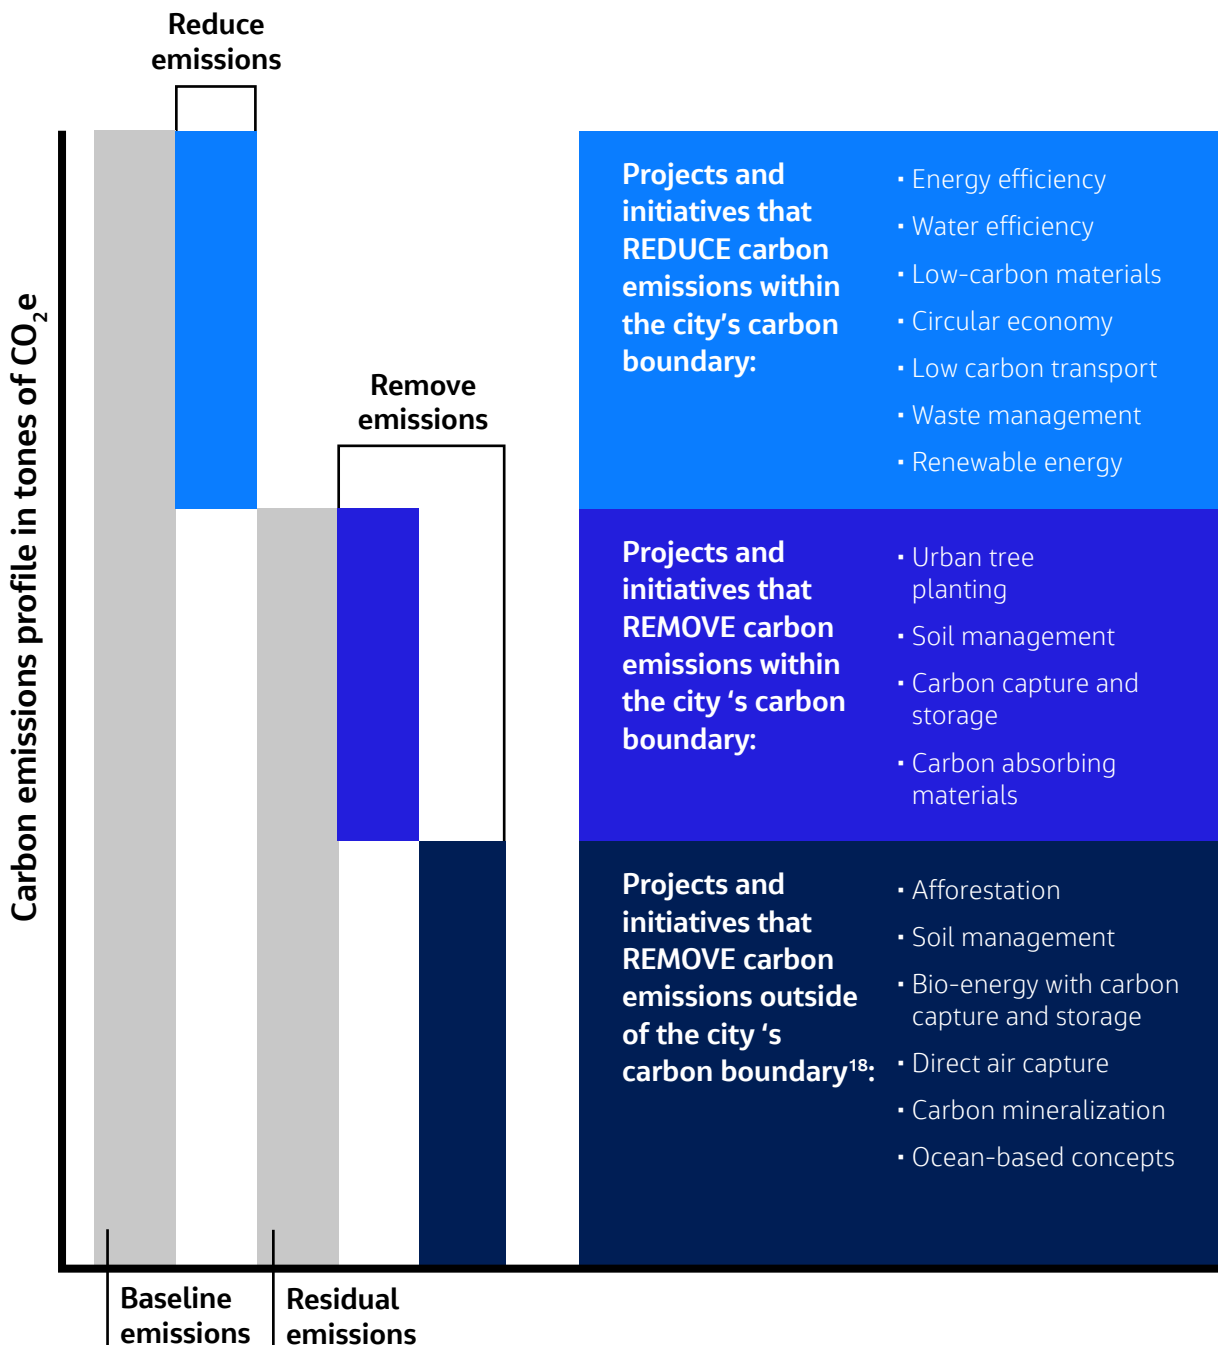 Reduce
emissions
Carbon emissions profile in tones of CO₂e
Remove
emissions
Baseline
emissions
Residual
emissions
Projects and
initiatives that
REDUCE carbon
emissions within
the city’s carbon
boundary:
▪ Energy efficiency
▪ Water efficiency
▪ Low-carbon materials
▪ Circular economy
▪ Low carbon transport
▪ Waste management
▪ Renewable energy
Projects and
initiatives that
REMOVE carbon
emissions within
the city ‘s carbon
boundary:
▪ Urban tree
planting
▪ Soil management
▪ Carbon capture and
storage
▪ Carbon absorbing
materials
Projects and
initiatives that
REMOVE carbon
emissions outside
of the city ‘s
carbon boundary¹⁸:
▪ Afforestation
▪ Soil management
▪ Bio-energy with carbon
capture and storage
▪ Direct air capture
▪ Carbon mineralization
▪ Ocean-based concepts